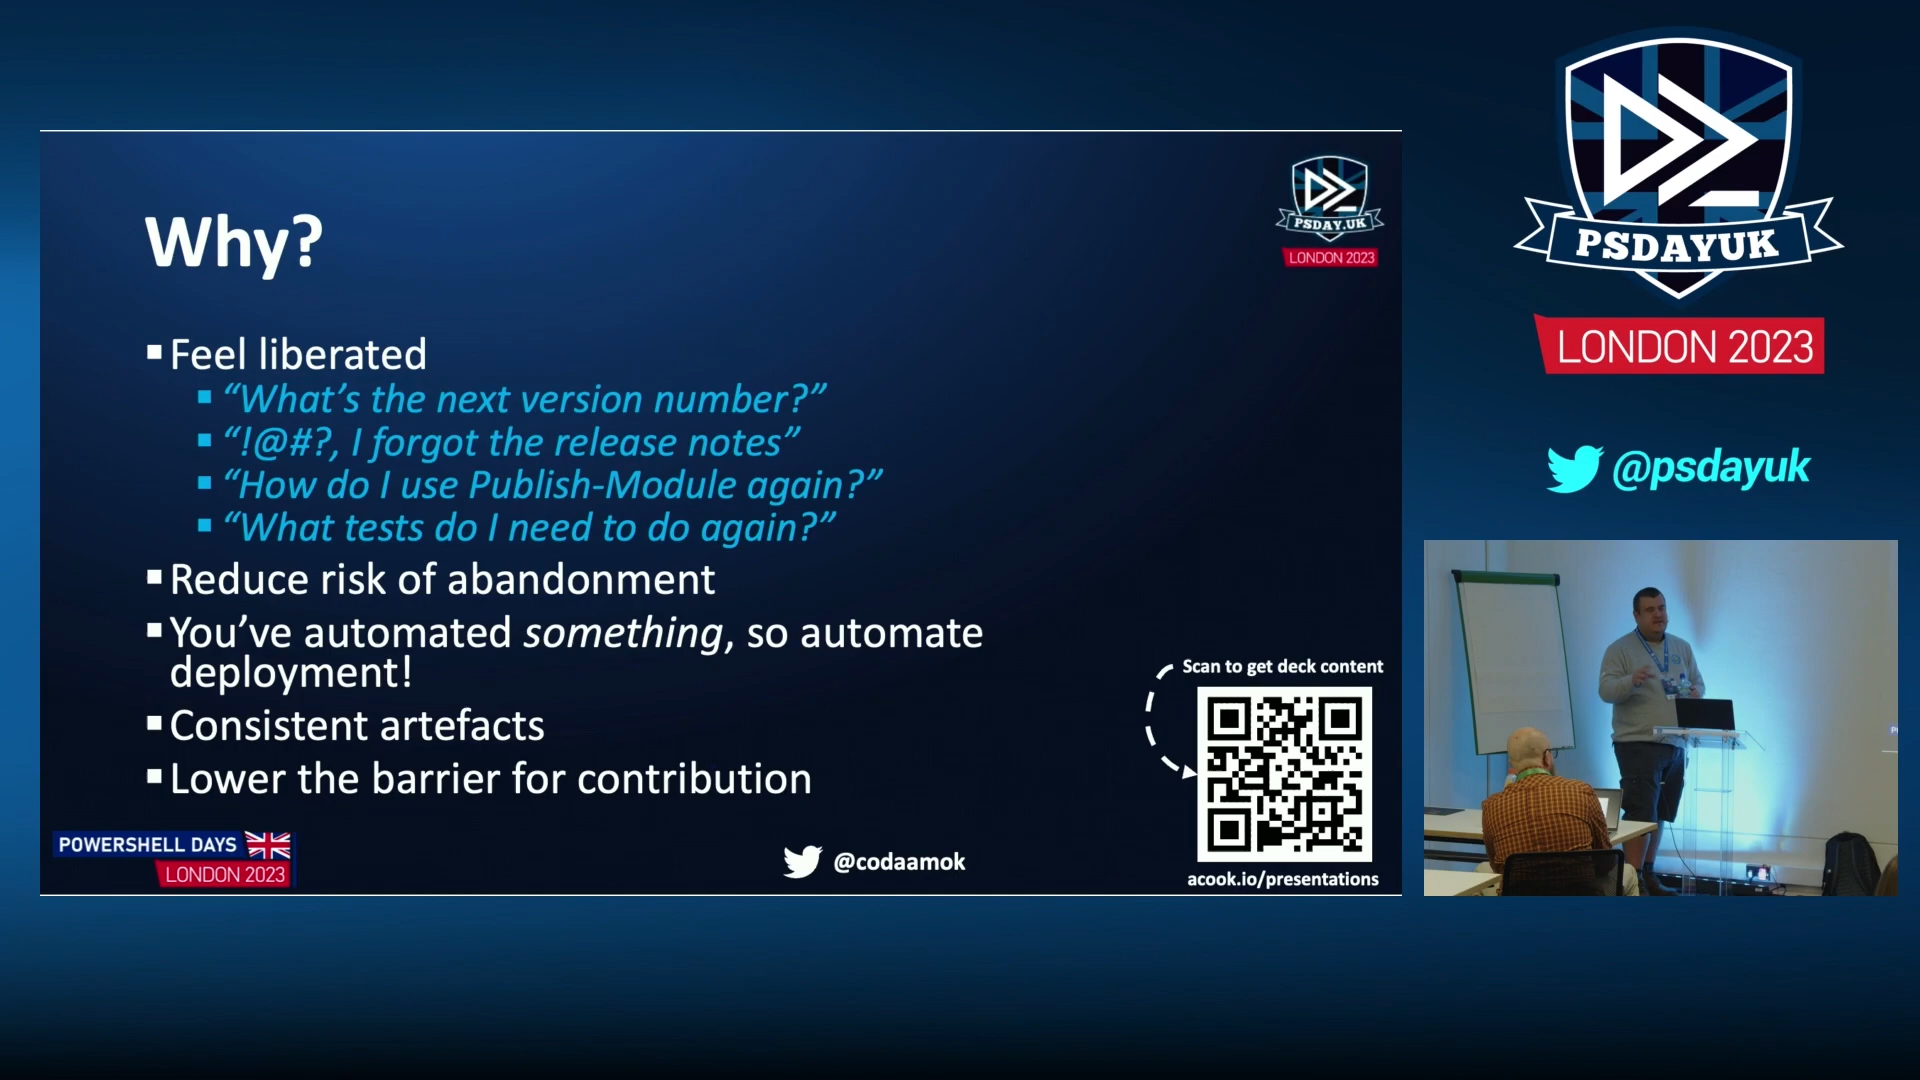 Why?
PSDAY.UK
LONDON 2023
Feel liberated
“What’s the next version number?”
“!@#?, I forgot the release notes”
“How do I use Publish-Module again?”
“What tests do I need to do again?”
Reduce risk of abandonment
You’ve automated something, so automate
deployment!
Consistent artefacts
Lower the barrier for contribution
Scan to get deck content
acook.io/presentations
POWERSHELL DAYS
LONDON 2023
@codaamok
PSDAYUK
LONDON 2023
@psdayuk